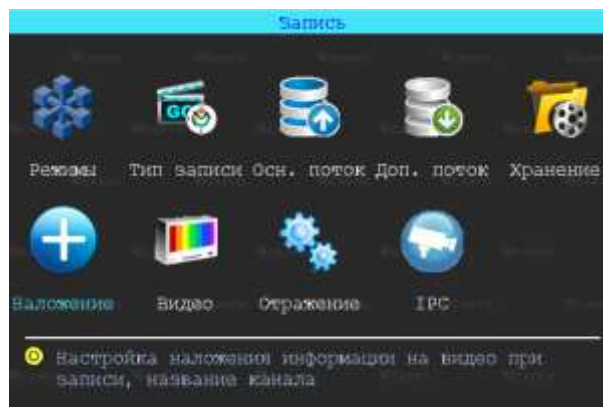 Запись
Режимы Тип записи Осн. поток Доп. поток Хранение
Наложение Видео Отражение IPC
Настройка наложения информации на видео при
записи, название канала